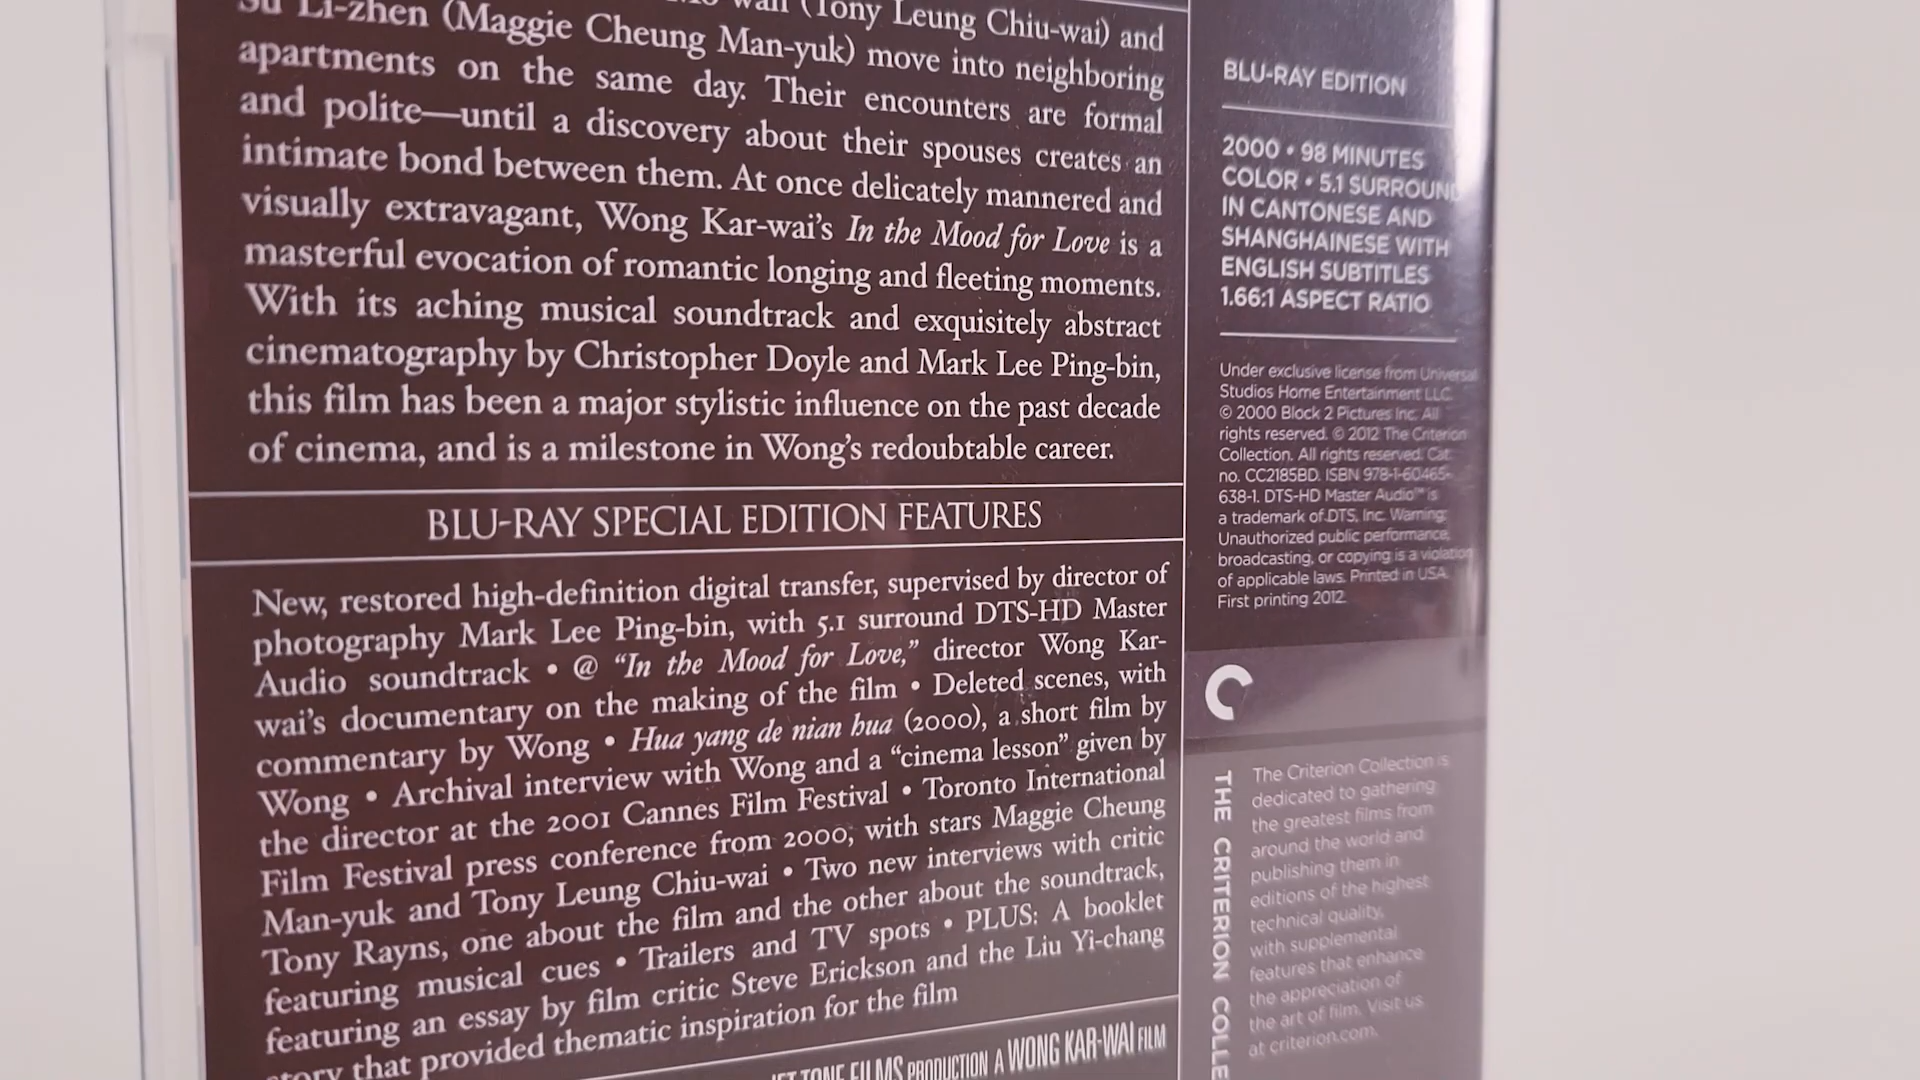 Su Li-zhen (Maggie Cheung Man-yuk) move into neighboring
wan (Tony Leung Chiu-wai) and
apartments on the same day. Their encounters are formal
and polite—until a discovery about their spouses creates an
intimate bond between them. At once delicately mannered and
visually extravagant, Wong Kar-wai's In the Mood for Love is a
masterful evocation of romantic longing and fleeting moments.
With its aching musical soundtrack and exquisitely abstract
cinematography by Christopher Doyle and Mark Lee Ping-bin,
this film has been a major stylistic influence on the past decade
of cinema, and is a milestone in Wong's redoubtable career.
BLU-RAY SPECIAL EDITION FEATURES
New, restored high-definition digital transfer, supervised by director of
photography Mark Lee Ping-bin, with 5.1 surround DTS-HD Master
Audio soundtrack • @ "In the Mood for Love," director Wong Kar-
wai's documentary on the making of the film • Deleted scenes, with
commentary by Wong • Hua yang de nian hua (2000), a short film by
Wong • Archival interview with Wong and a "cinema lesson" given by
the director at the 2001 Cannes Film Festival • Toronto International
Film Festival press conference from 2000, with stars Maggie Cheung
Man-yuk and Tony Leung Chiu-wai • Two new interviews with critic
Tony Rayns, one about the film and the other about the soundtrack,
featuring musical cues • Trailers and TV spots • PLUS: A booklet
featuring an essay by film critic Steve Erickson and the Liu Yi-chang
story that provided thematic inspiration for the film
JET TONE FILMS PRODUCTION A WONG KAR-WAI FILM
BLU-RAY EDITION
2000 • 98 MINUTES
COLOR • 5.1 SURROUND
IN CANTONESE AND
SHANGHAINESE WITH
ENGLISH SUBTITLES
1.66:1 ASPECT RATIO
Under exclusive license from Universal
Studios Home Entertainment LLC.
© 2000 Block 2 Pictures Inc. All
rights reserved. © 2012 The Criterion
Collection. All rights reserved. Cat.
no. CC2185BD. ISBN 978-1-60465-
638-1. DTS-HD Master Audio™ is
a trademark of DTS, Inc. Warning:
Unauthorized public performance,
broadcasting, or copying is a violation
of applicable laws. Printed in USA.
First printing 2012.
THE CRITERION COLLE
The Criterion Collection is
dedicated to gathering
the greatest films from
around the world and
publishing them in
editions of the highest
technical quality,
with supplemental
features that enhance
the appreciation of
the art of film. Visit us
at criterion.com.